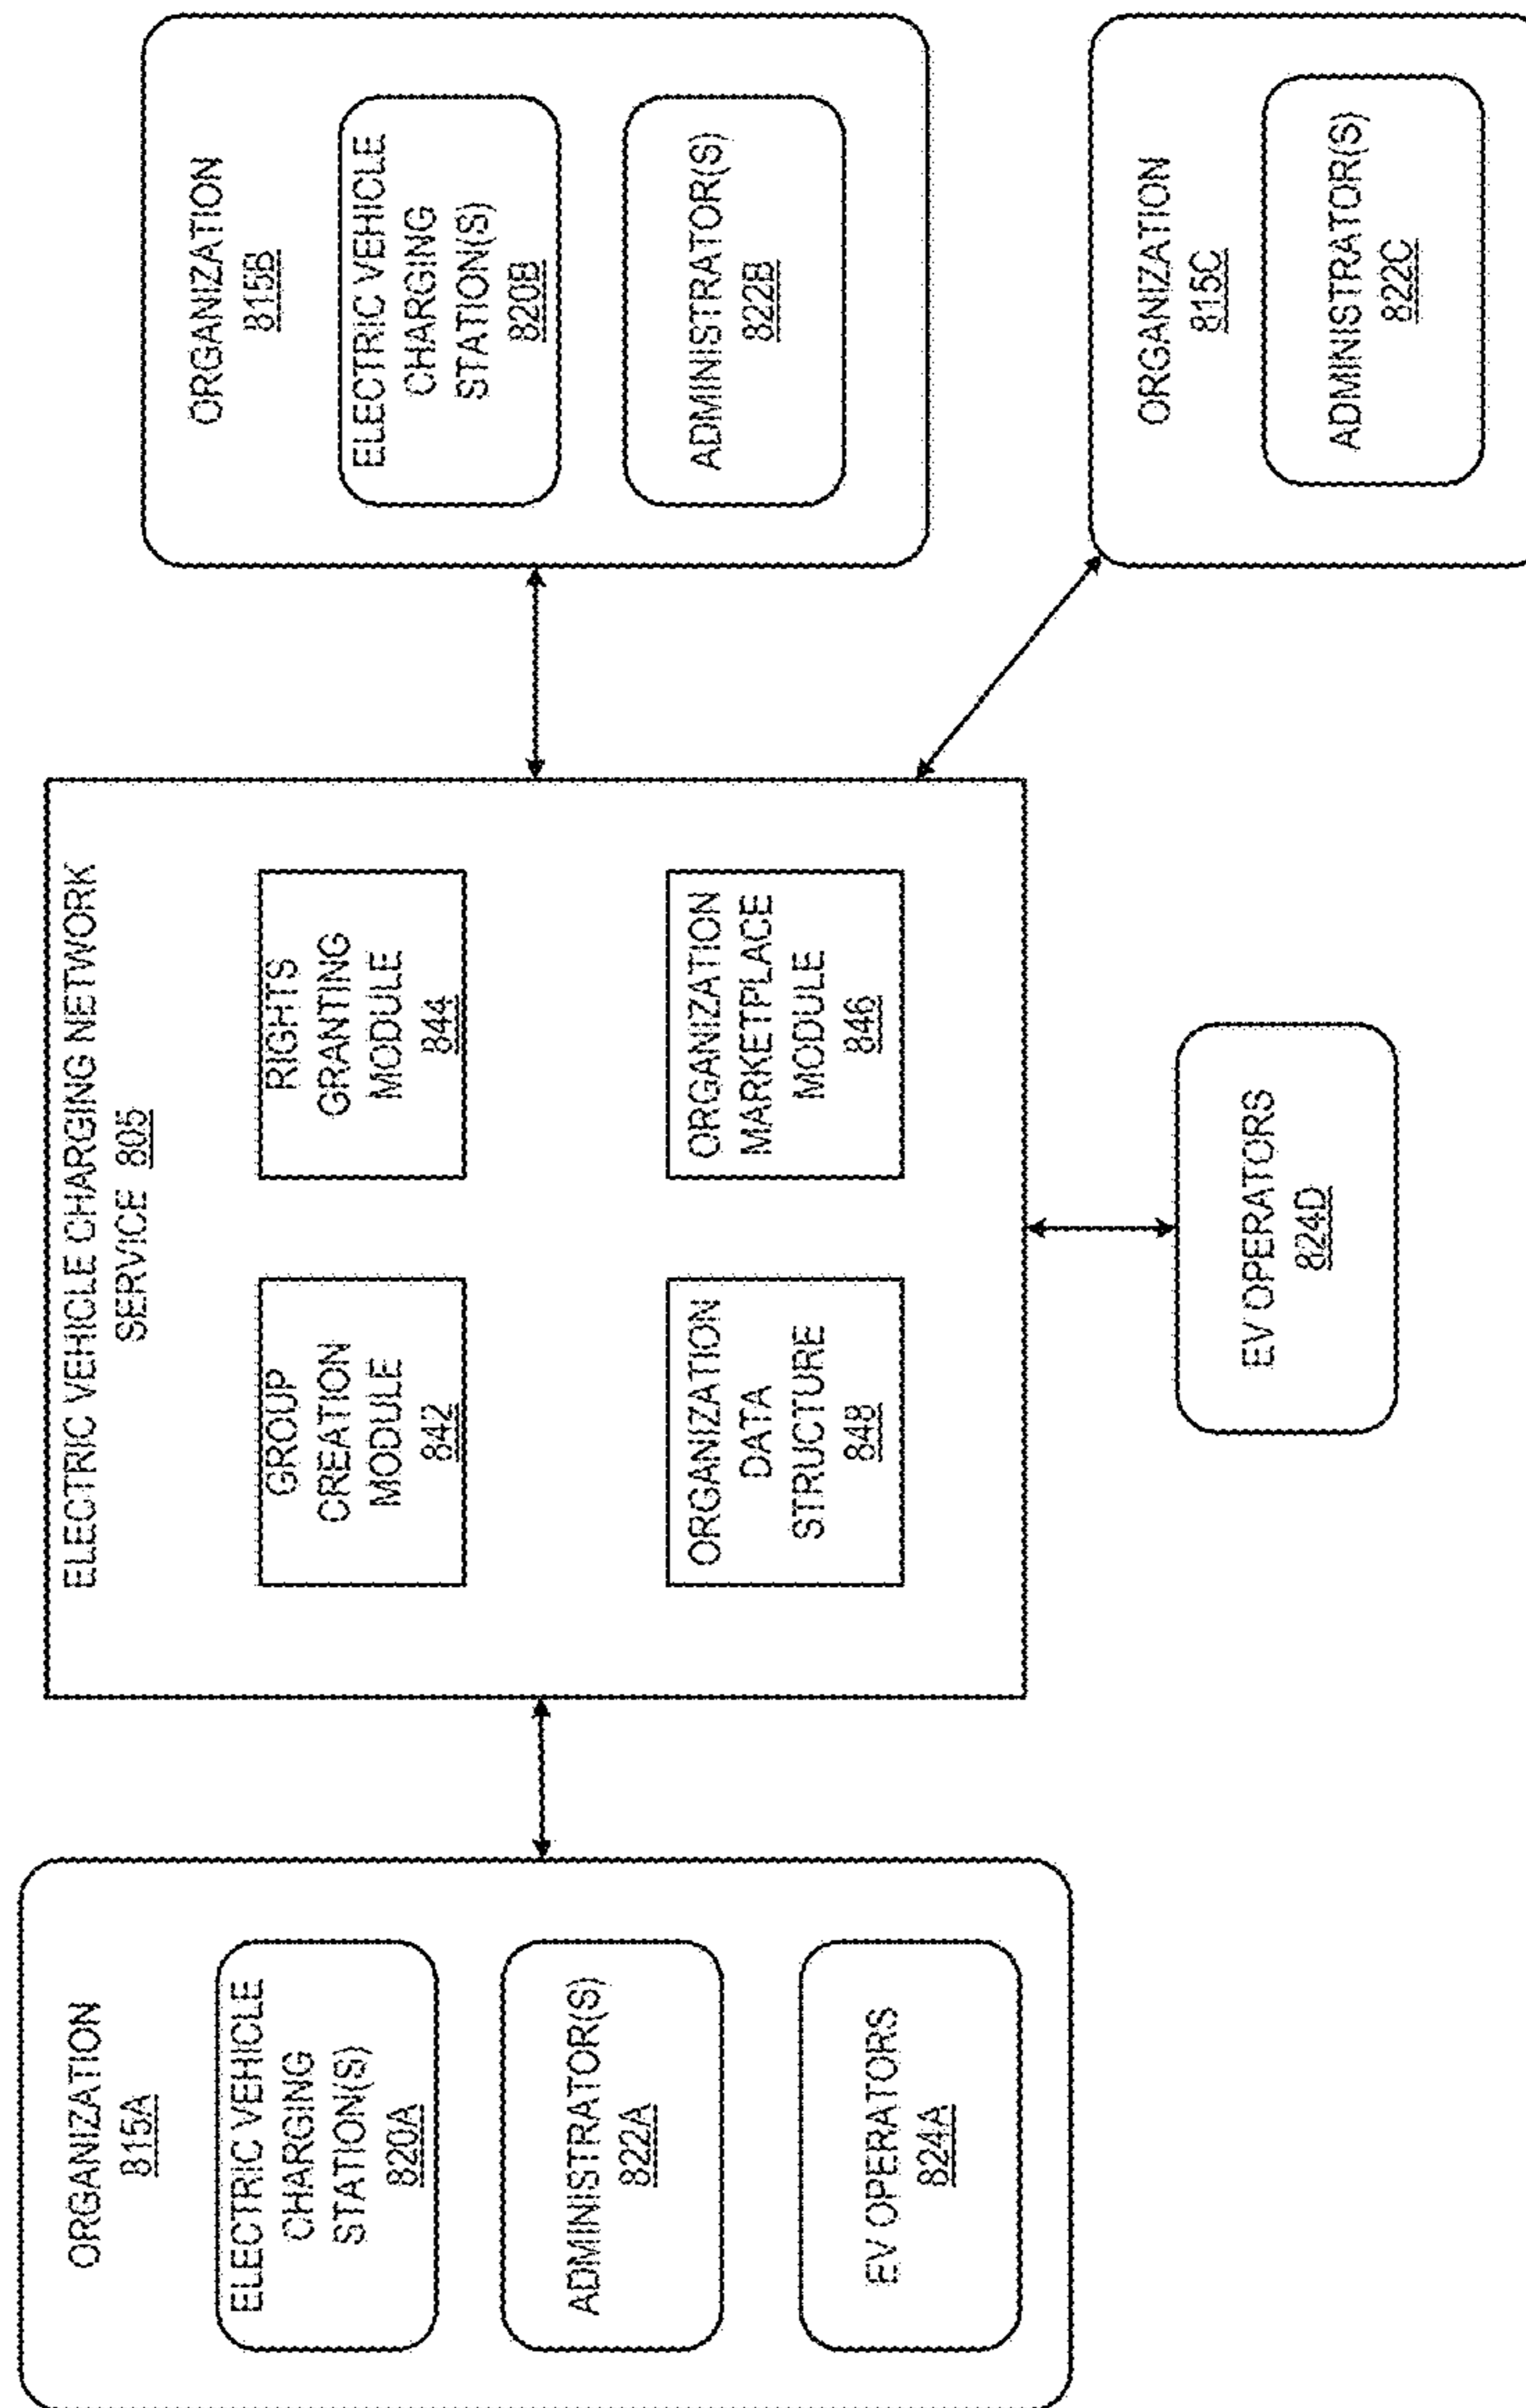 ORGANIZATION
815A
ELECTRIC VEHICLE
CHARGING
STATION(S)
820A
ADMINISTRATOR(S)
822A
EV OPERATORS
824A
ELECTRIC VEHICLE CHARGING NETWORK
SERVICE 805
GROUP
CREATION
MODULE
842
RIGHTS
GRANTING
MODULE
844
ORGANIZATION
DATA
STRUCTURE
848
ORGANIZATION
MARKETPLACE
MODULE
846
EV OPERATORS
824D
ORGANIZATION
815B
ELECTRIC VEHICLE
CHARGING
STATION(S)
820B
ADMINISTRATOR(S)
822B
ORGANIZATION
815C
ADMINISTRATOR(S)
822C